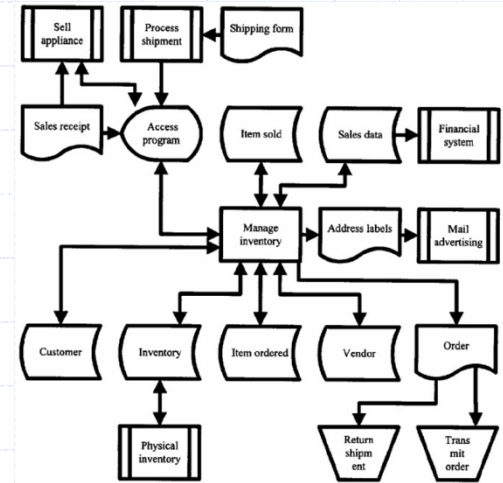 Sell
appliance
Process
shipment
Shipping form
Sales receipt
Access
program
Item sold
Sales data
Financial
system
Manage
inventory
Address labels
Mail
advertising
Customer
Inventory
Item ordered
Vendor
Order
Physical
inventory
Return
shipm
ent
Trans
mit
order